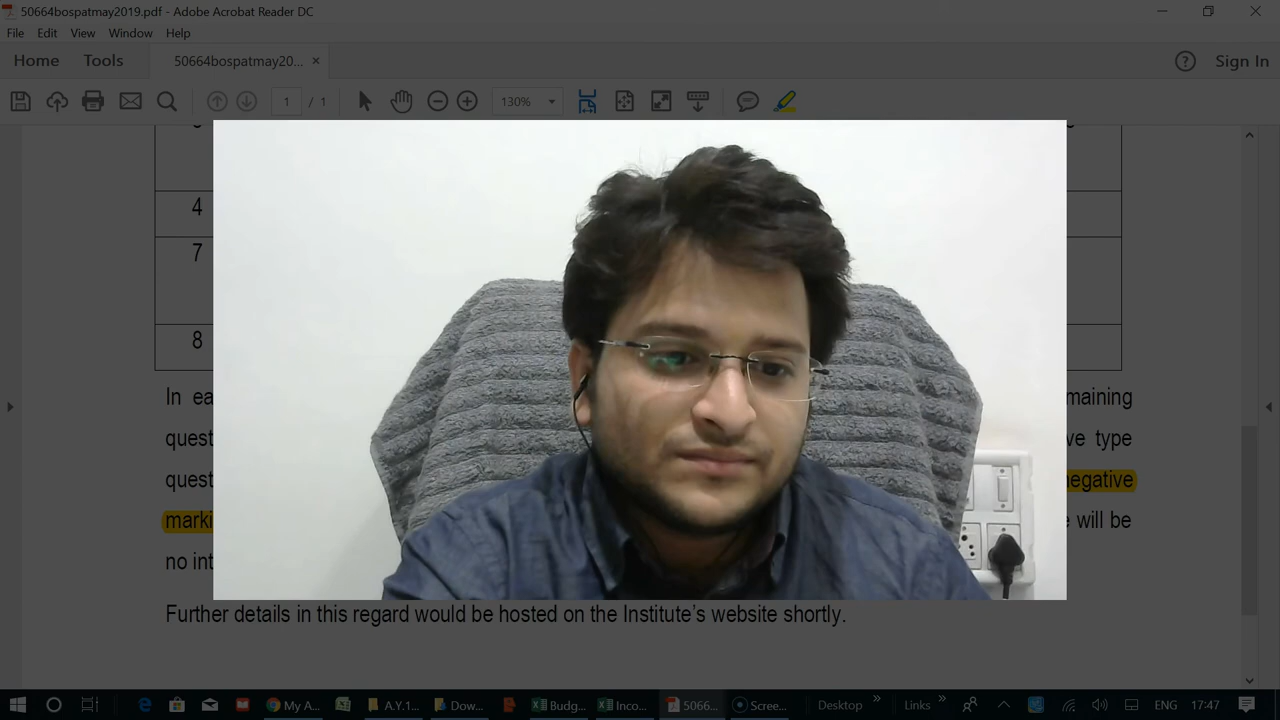 50664bospatmay2019.pdf - Adobe Acrobat Reader DC
File Edit View Window Help
Home Tools 50664bospatmay20... × ? Sign In
1 / 1 130%
4
7
8
In ea maining
quest ve type
quest negative
marki will be
no int
Further details in this regard would be hosted on the Institute's website shortly.
My A... A.Y.1... Dow... Budg... Inco... 5066... Scree... Desktop » Links » ENG 17:47